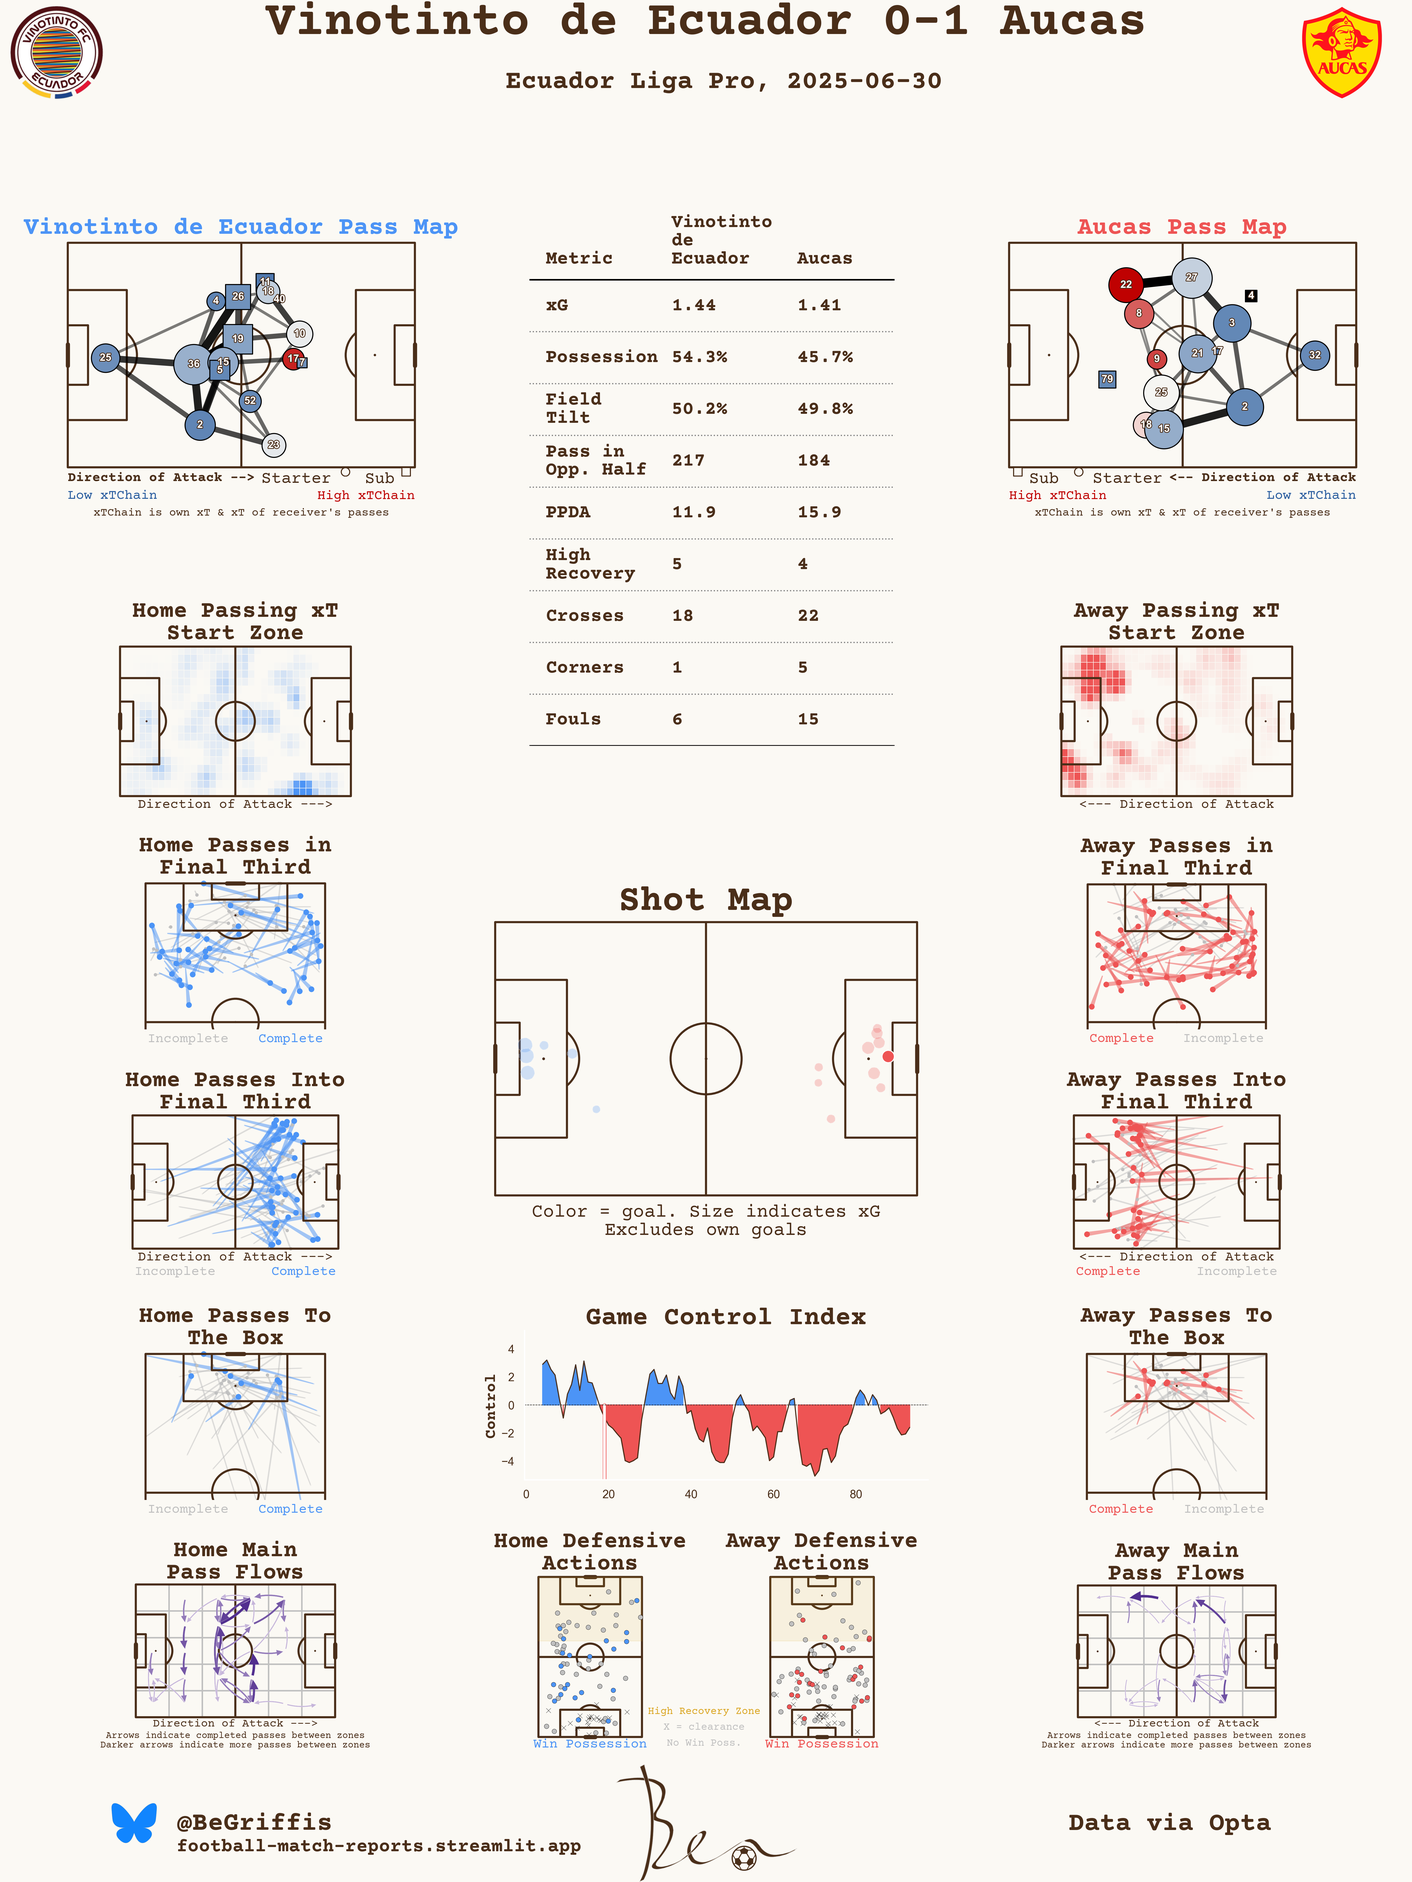 Vinotinto de Ecuador 0-1 Aucas
Ecuador Liga Pro, 2025-06-30
VINOTINTO FC
ECUADOR
AUCAS
Vinotinto de Ecuador Pass Map
25
4
26
11
18
40
10
19
36
15
5
17
7
52
2
23
Direction of Attack --> Starter Sub
Low xTChain High xTChain
xTChain is own xT & xT of receiver's passes
Metric Vinotinto de Ecuador Aucas
xG 1.44 1.41
Possession 54.3% 45.7%
Field Tilt 50.2% 49.8%
Pass in Opp. Half 217 184
PPDA 11.9 15.9
High Recovery 5 4
Crosses 18 22
Corners 1 5
Fouls 6 15
Aucas Pass Map
22
27
4
8
3
9
21
17
32
79
25
2
18
15
Sub Starter <-- Direction of Attack
High xTChain Low xTChain
xTChain is own xT & xT of receiver's passes
Home Passing xT
Start Zone
Direction of Attack --->
Away Passing xT
Start Zone
<--- Direction of Attack
Home Passes in
Final Third
Incomplete Complete
Away Passes in
Final Third
Complete Incomplete
Shot Map
Color = goal. Size indicates xG
Excludes own goals
Home Passes Into
Final Third
Direction of Attack --->
Incomplete Complete
Away Passes Into
Final Third
<--- Direction of Attack
Complete Incomplete
Home Passes To
The Box
Incomplete Complete
Game Control Index
Control
4
2
0
−2
−4
0 20 40 60 80
Away Passes To
The Box
Complete Incomplete
Home Main
Pass Flows
Direction of Attack --->
Arrows indicate completed passes between zones
Darker arrows indicate more passes between zones
Home Defensive
Actions
Win Possession
High Recovery Zone
X = clearance
No Win Poss.
Away Defensive
Actions
Win Possession
Away Main
Pass Flows
<--- Direction of Attack
Arrows indicate completed passes between zones
Darker arrows indicate more passes between zones
@BeGriffis
football-match-reports.streamlit.app
Ben
Data via Opta